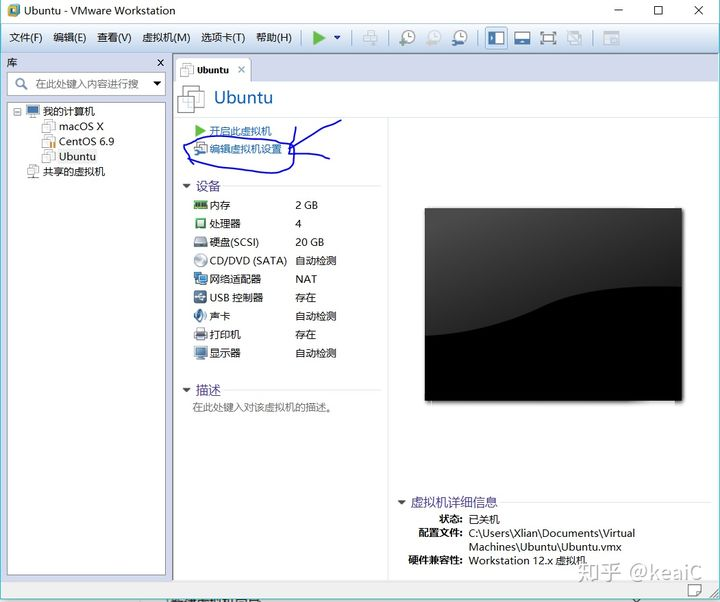 Ubuntu - VMware Workstation
文件(F) 编辑(E) 查看(V) 虚拟机(M) 选项卡(T) 帮助(H)
库
在此处键入内容进行搜
我的计算机
macOS X
CentOS 6.9
Ubuntu
共享的虚拟机
Ubuntu
Ubuntu
开启此虚拟机
编辑虚拟机设置
设备
内存 2 GB
处理器 4
硬盘(SCSI) 20 GB
CD/DVD (SATA) 自动检测
网络适配器 NAT
USB 控制器 存在
声卡 自动检测
打印机 存在
显示器 自动检测
描述
在此处键入对该虚拟机的描述。
虚拟机详细信息
状态: 已关机
配置文件: C:\Users\Xlian\Documents\Virtual
Machines\Ubuntu\Ubuntu.vmx
硬件兼容性: Workstation 12.x 虚拟机
知乎 @keaiC